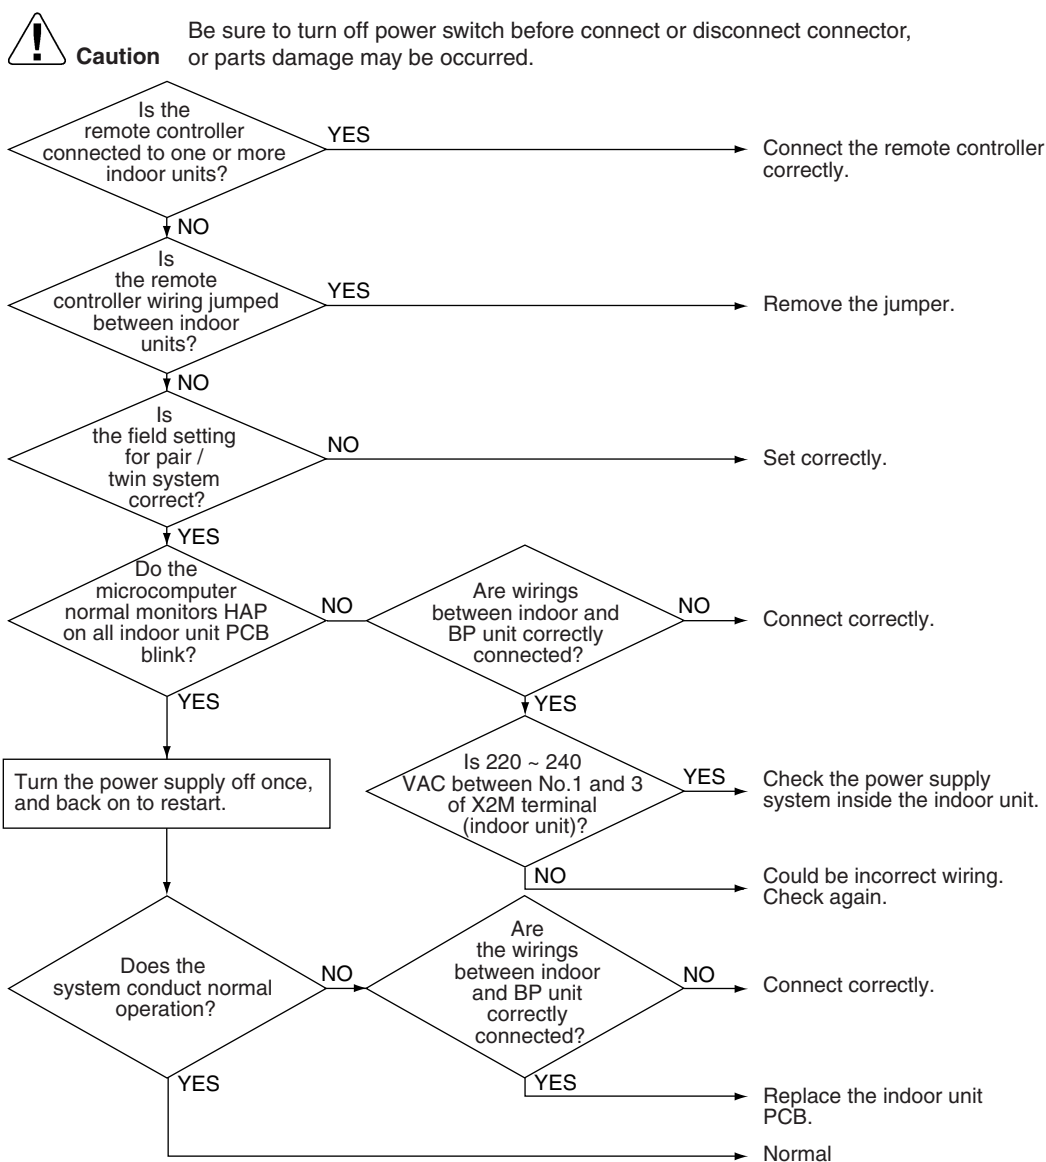 Be sure to turn off power switch before connect or disconnect connector,
Caution or parts damage may be occurred.
Is the
remote controller
connected to one or more
indoor units?
YES
Connect the remote controller
correctly.
NO
Is
the remote
controller wiring jumped
between indoor
units?
YES
Remove the jumper.
NO
Is
the field setting
for pair /
twin system
correct?
NO
Set correctly.
YES
Do the
microcomputer
normal monitors HAP
on all indoor unit PCB
blink?
NO
Are wirings
between indoor and
BP unit correctly
connected?
NO
Connect correctly.
YES
YES
Turn the power supply off once,
and back on to restart.
Is 220 ~ 240
VAC between No.1 and 3
of X2M terminal
(indoor unit)?
YES
Check the power supply
system inside the indoor unit.
NO
Could be incorrect wiring.
Check again.
Does the
system conduct normal
operation?
NO
Are
the wirings
between indoor
and BP unit
correctly
connected?
NO
Connect correctly.
YES
YES
Replace the indoor unit
PCB.
Normal